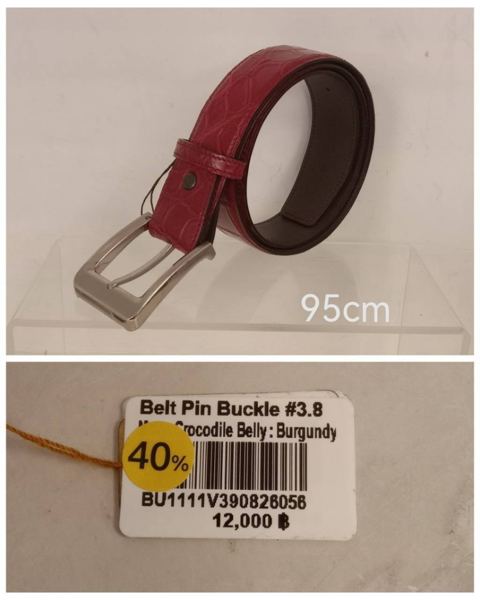 95cm
Belt Pin Buckle #3.8
Crocodile Belly : Burgundy
40%
BU1111V390826056
12,000 ฿